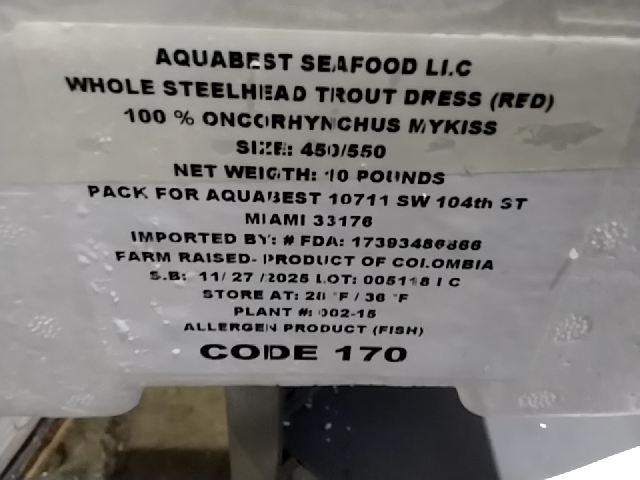 AQUABEST SEAFOOD LLC
WHOLE STEELHEAD TROUT DRESS (RED)
100 % ONCORHYNCHUS MYKISS
SIZE: 450/550
NET WEIGTH: 10 POUNDS
PACK FOR AQUABEST 10711 SW 104th ST
MIAMI 33176
IMPORTED BY: # FDA: 17393486866
FARM RAISED- PRODUCT OF COLOMBIA
S.B: 11/ 27 /2025 LOT: 005118 I C
STORE AT: 28 °F / 36 °F
PLANT #: 002-15
ALLERGEN PRODUCT (FISH)
CODE 170